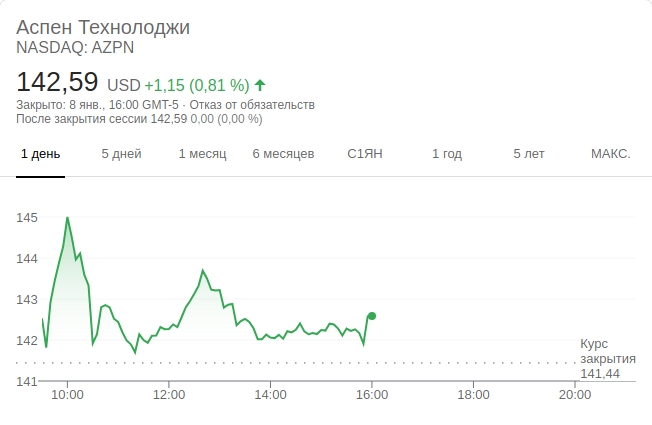 Аспен Технолоджи
NASDAQ: AZPN
142,59 USD +1,15 (0,81 %)
Закрыто: 8 янв., 16:00 GMT-5 · Отказ от обязательств
После закрытия сессии 142,59 0,00 (0,00 %)
1 день 5 дней 1 месяц 6 месяцев С1ЯН 1 год 5 лет МАКС.
145
144
143
142
Курс
закрытия
141,44
141
10:00 12:00 14:00 16:00 18:00 20:00